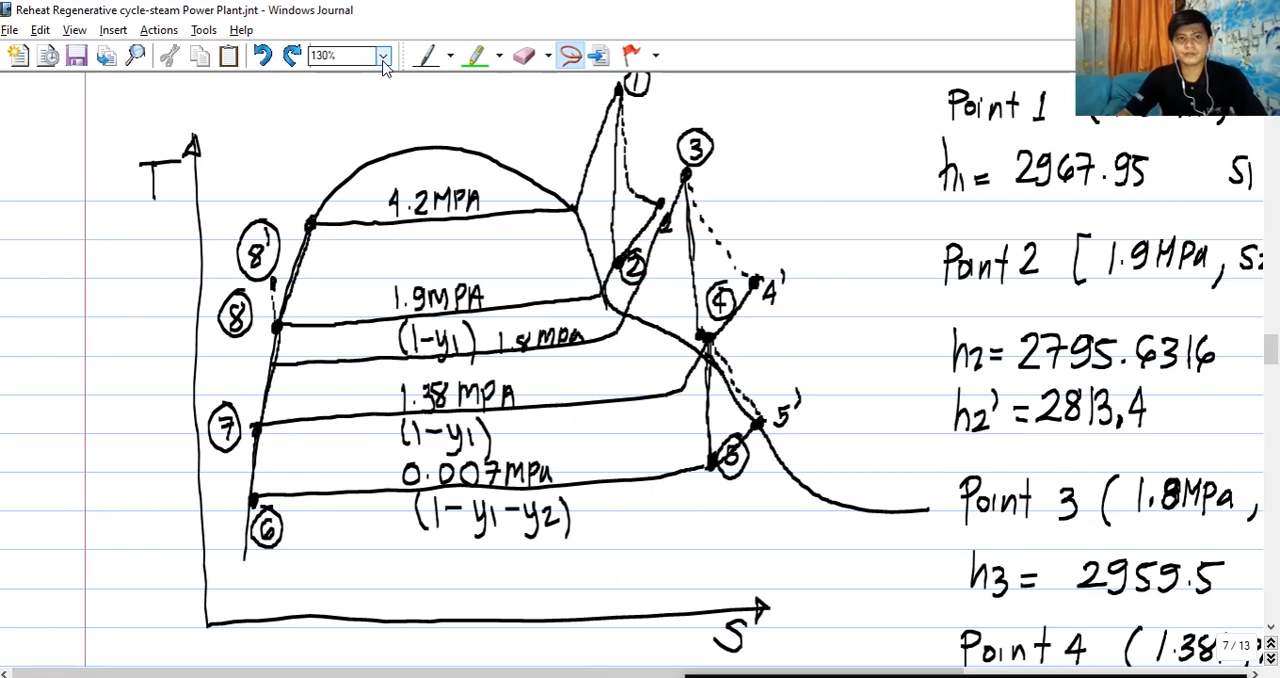 Reheat Regenerative cycle-steam Power Plant.jnt - Windows Journal
File Edit View Insert Actions Tools Help
130%
T
4.2MPA
1.9MPA
(1-y1) 1.8mpa
1.38MPA
(1-y1)
0.007MPa
(1-y1-y2)
1
2
3
4
4'
5
5'
6
7
8
8'
S
Point 1 (
h1= 2967.95 S1
Point 2 [1.9MPa, S2
h2= 2795.6316
h2' = 2813,4
Point 3 (1.8MPa,
h3 = 2959.5
Point 4 (1.38
7 / 13